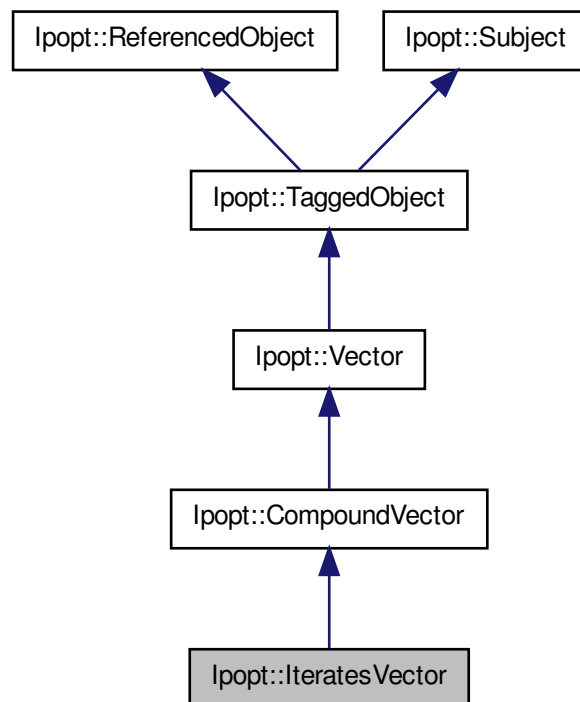 Ipopt::ReferencedObject
Ipopt::Subject
Ipopt::TaggedObject
Ipopt::Vector
Ipopt::CompoundVector
Ipopt::IteratesVector